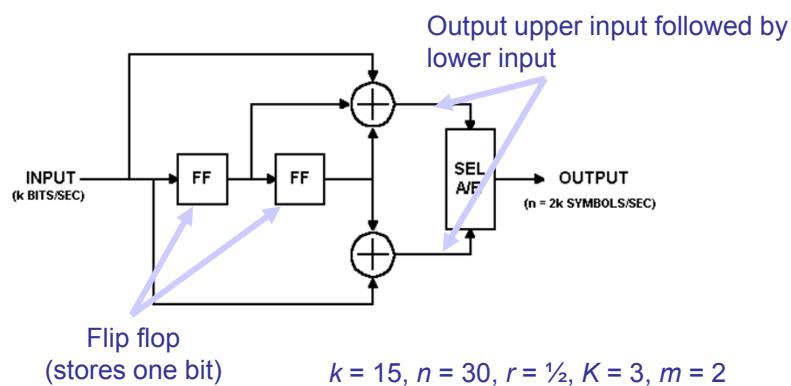 Output upper input followed by
lower input
INPUT
(k BITS/SEC)
FF
FF
SEL
A/B
OUTPUT
(n = 2k SYMBOLS/SEC)
Flip flop
(stores one bit)
k = 15, n = 30, r = ½, K = 3, m = 2